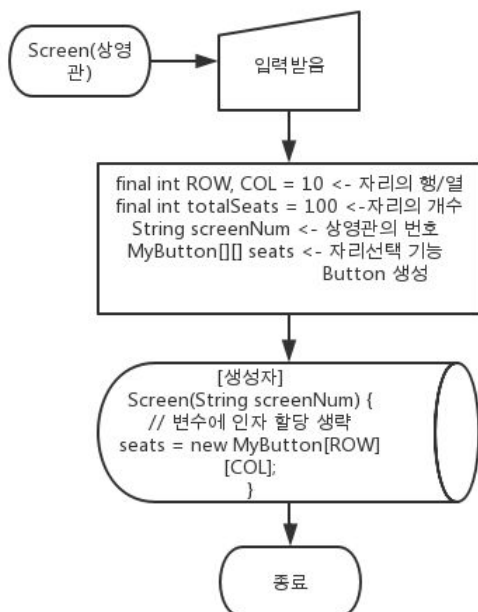 Screen(상영
관)
입력받음
final int ROW, COL = 10 <- 자리의 행/열
final int totalSeats = 100 <-자리의 개수
String screenNum <- 상영관의 번호
MyButton[][] seats <- 자리선택 기능
Button 생성
[생성자]
Screen(String screenNum) {
// 변수에 인자 할당 생략
seats = new MyButton[ROW]
[COL];
}
종료